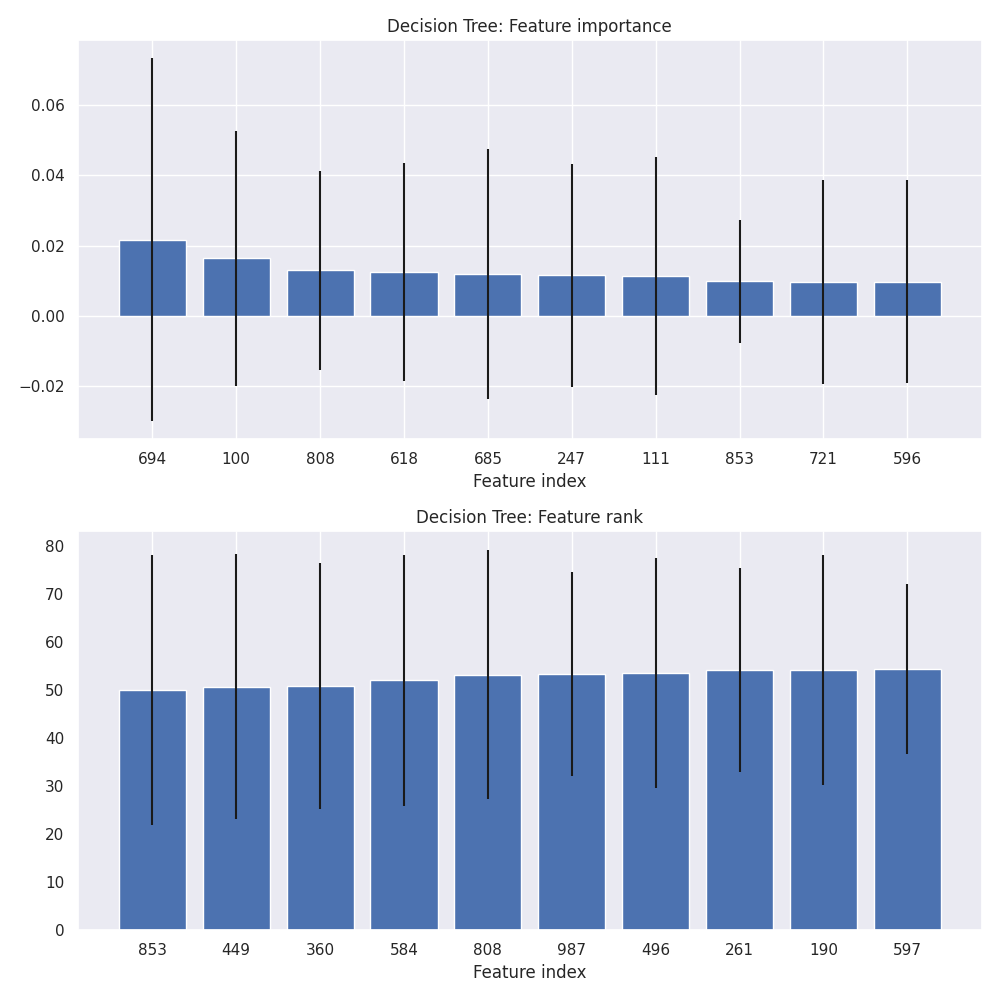 Decision Tree: Feature importance
0.06
0.04
0.02
0.00
−0.02
694 100 808 618 685 247 111 853 721 596
Feature index
Decision Tree: Feature rank
80
70
60
50
40
30
20
10
0
853 449 360 584 808 987 496 261 190 597
Feature index